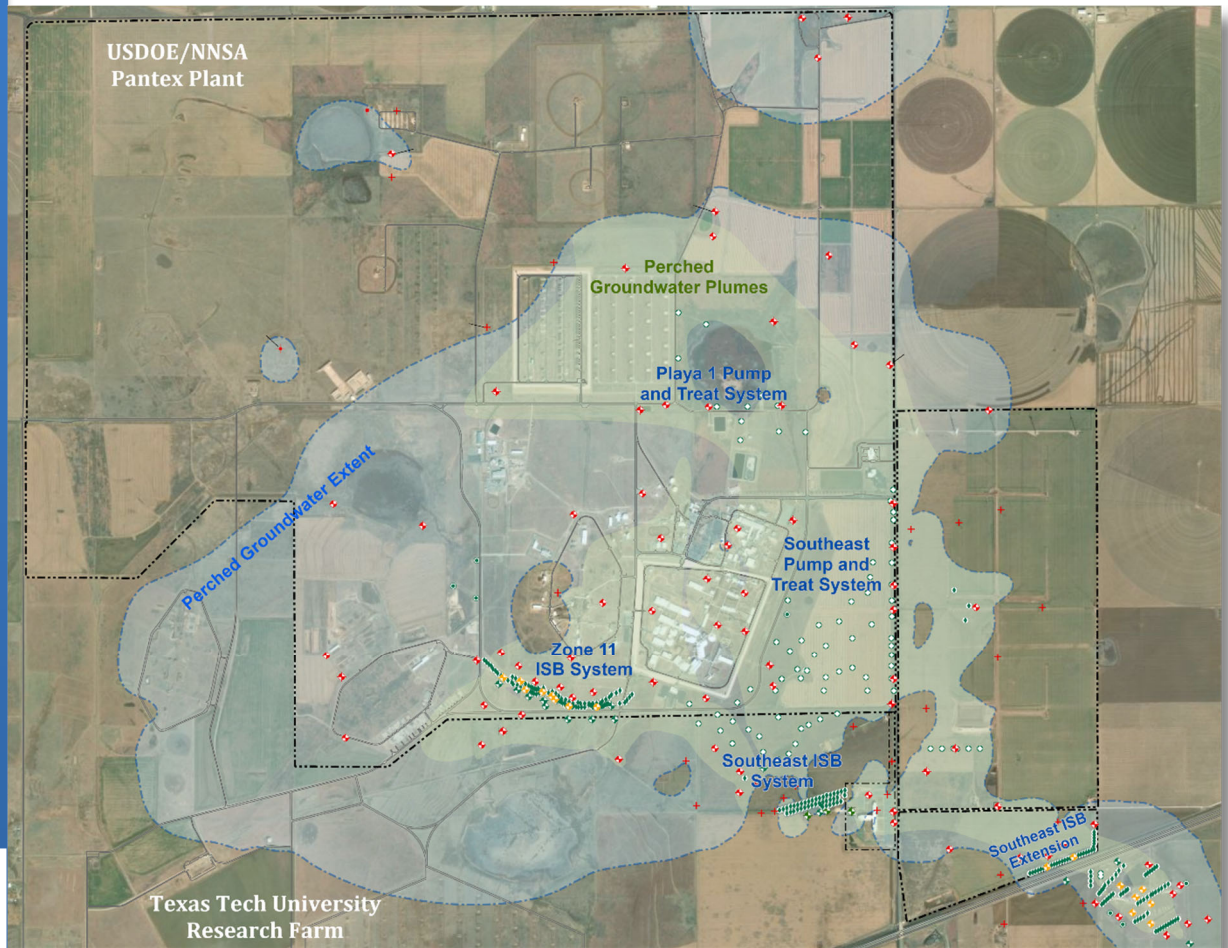 USDOE/NNSA
Pantex Plant
Perched
Groundwater Plumes
Playa 1 Pump
and Treat System
Perched Groundwater Extent
Southeast
Pump and
Treat System
Zone 11
ISB System
Southeast ISB
System
Southeast ISB
Extension
Texas Tech University
Research Farm